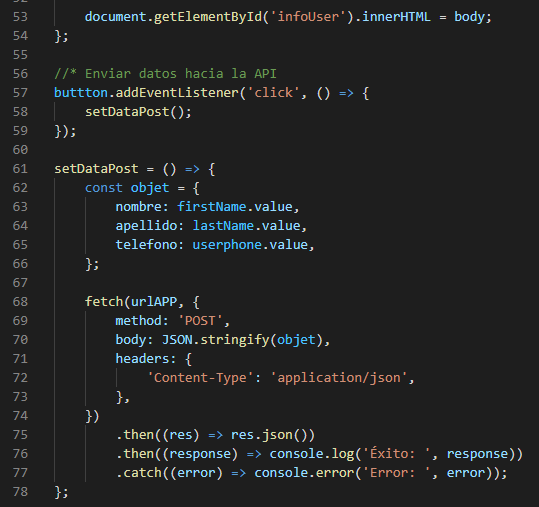 53 document.getElementById('infoUser').innerHTML = body;
54 };
55
56 //* Enviar datos hacia la API
57 buttton.addEventListener('click', () => {
58 setDataPost();
59 });
60
61 setDataPost = () => {
62 const objet = {
63 nombre: firstName.value,
64 apellido: lastName.value,
65 telefono: userphone.value,
66 };
67
68 fetch(urlAPP, {
69 method: 'POST',
70 body: JSON.stringify(objet),
71 headers: {
72 'Content-Type': 'application/json',
73 },
74 })
75 .then((res) => res.json())
76 .then((response) => console.log('Éxito: ', response))
77 .catch((error) => console.error('Error: ', error));
78 };